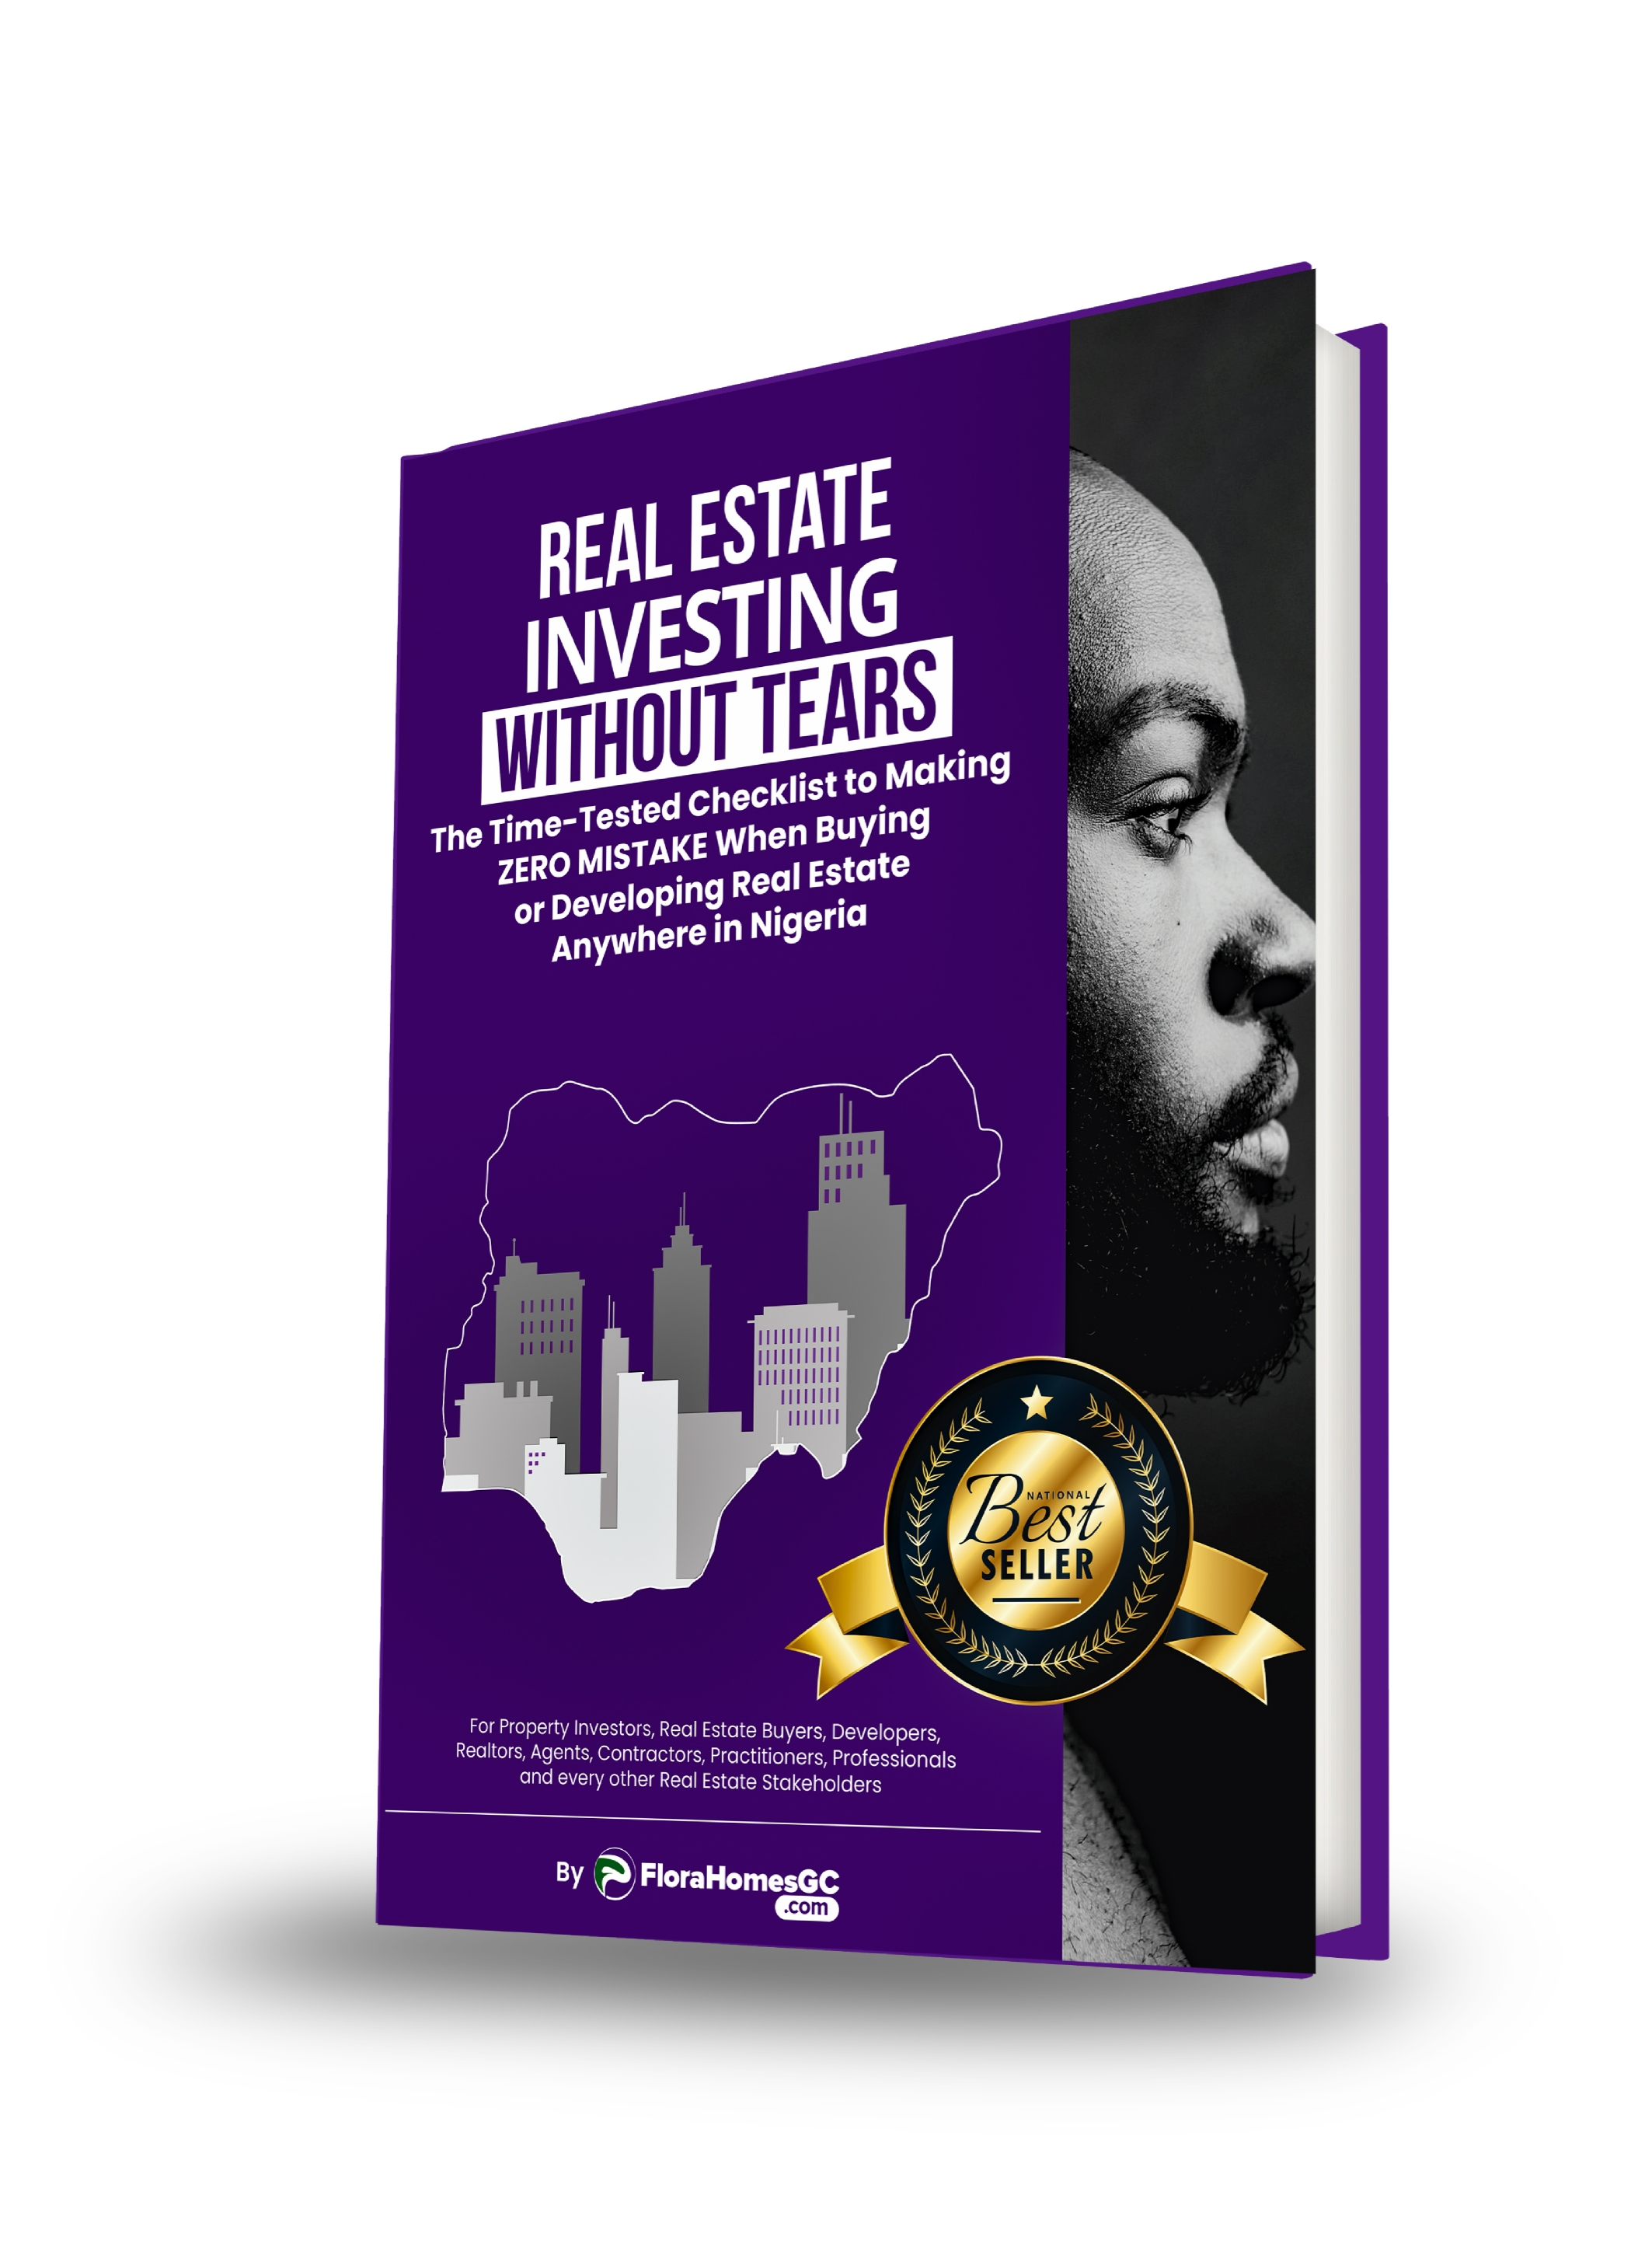 REAL ESTATE
INVESTING
WITHOUT TEARS
The Time-Tested Checklist to Making
ZERO MISTAKE When Buying
or Developing Real Estate
Anywhere in Nigeria
NATIONAL
Best
SELLER
For Property Investors, Real Estate Buyers, Developers,
Realtors, Agents, Contractors, Practitioners, Professionals
and every other Real Estate Stakeholders
By FloraHomesGC
.com